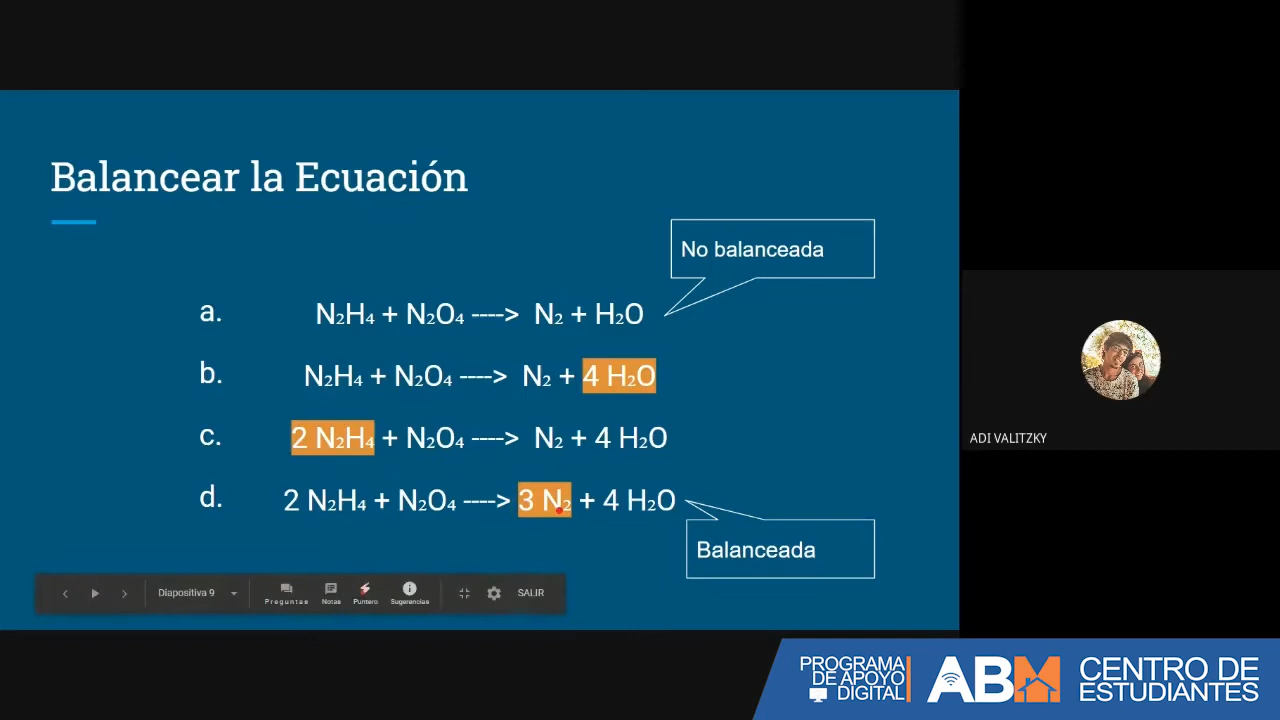 Balancear la Ecuación
No balanceada
a. N₂H₄ + N₂O₄ ----> N₂ + H₂O
b. N₂H₄ + N₂O₄ ----> N₂ + 4 H₂O
c. 2 N₂H₄ + N₂O₄ ----> N₂ + 4 H₂O
d. 2 N₂H₄ + N₂O₄ ----> 3 N₂ + 4 H₂O
Balanceada
Diapositiva 9
Preguntas
Notas
Puntero
Sugerencias
SALIR
ADI VALITZKY
PROGRAMA
DE APOYO
DIGITAL
ABM
CENTRO DE
ESTUDIANTES